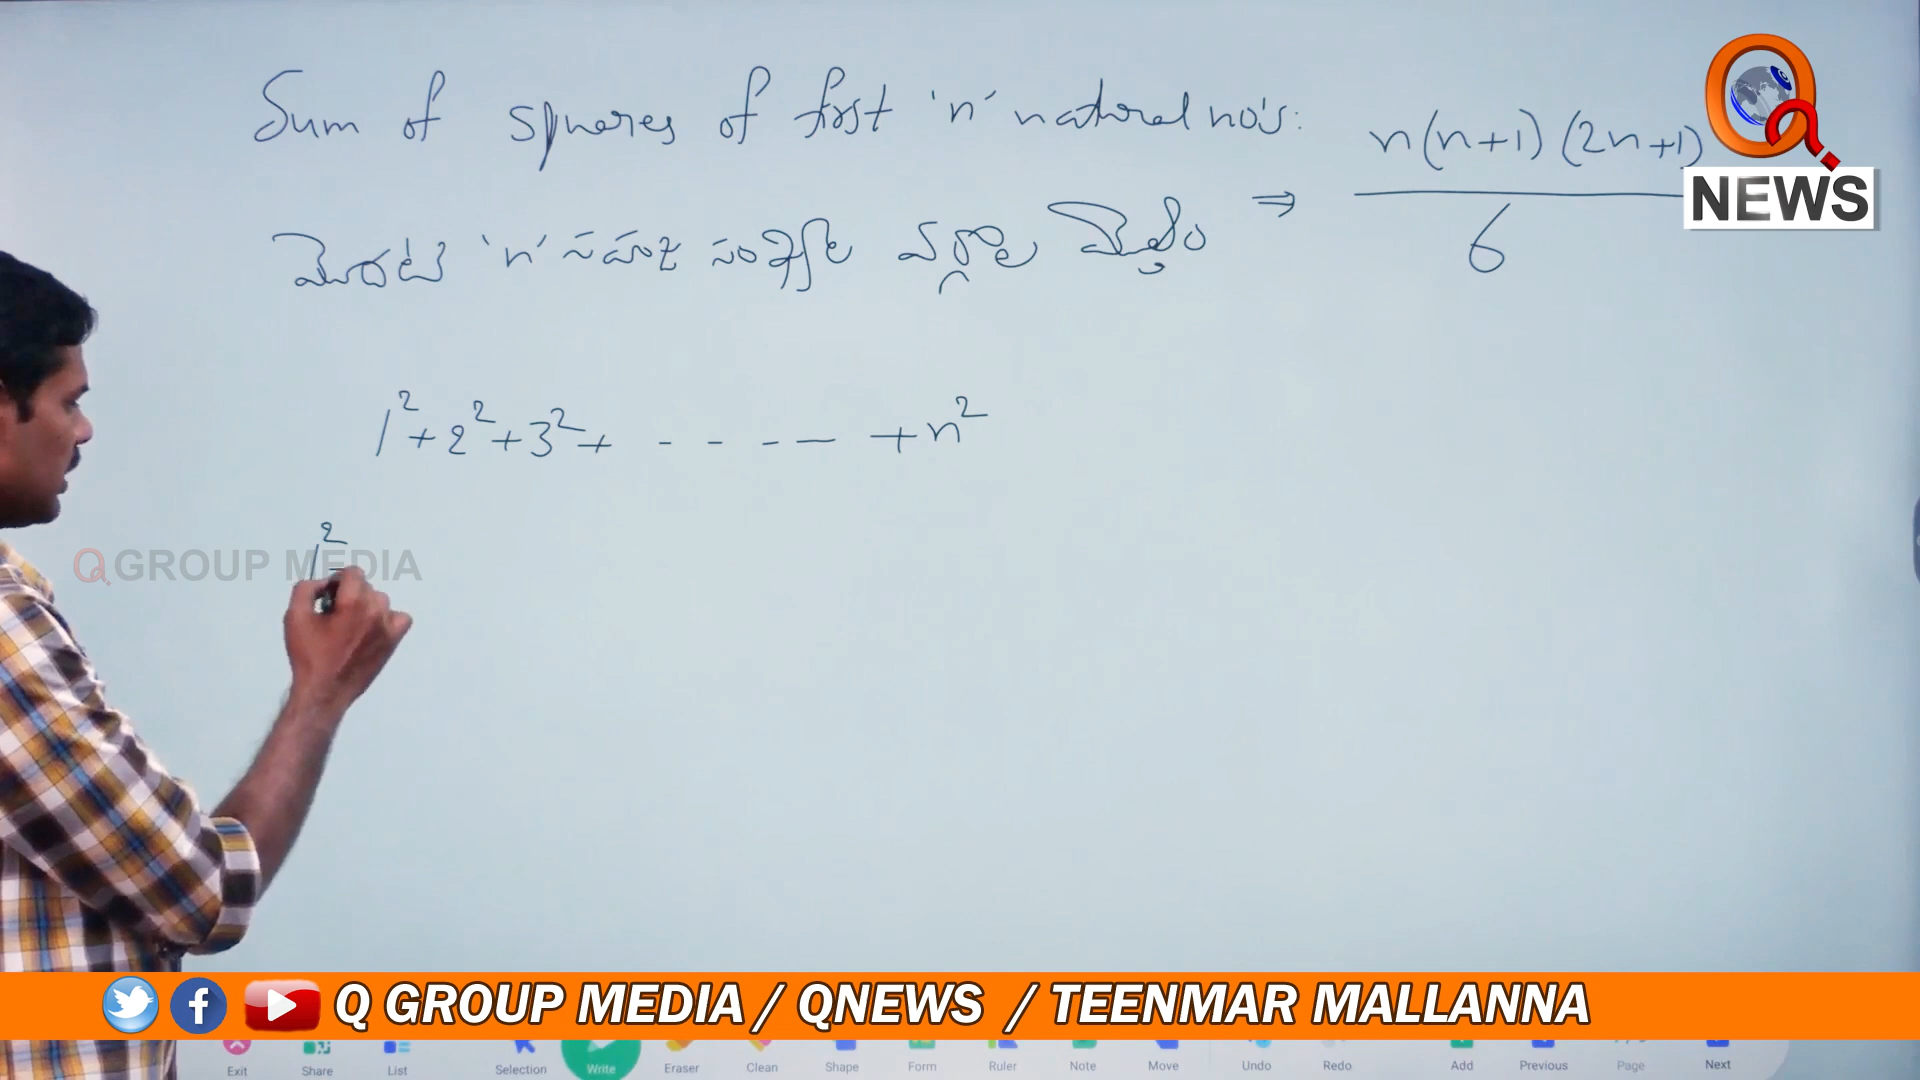 Sum of squares of first 'n' natural no's:
మొదట 'n' సహజ సంఖ్యల వర్గాల మొత్తం ⇒ n(n+1)(2n+1)
6
NEWS
1²+2²+3²+ - - - — +n²
1²
Q GROUP MEDIA
Q GROUP MEDIA / QNEWS / TEENMAR MALLANNA
Exit Share List Selection Write Eraser Clean Shape Form Ruler Note Move Undo Redo Add Previous Page Next